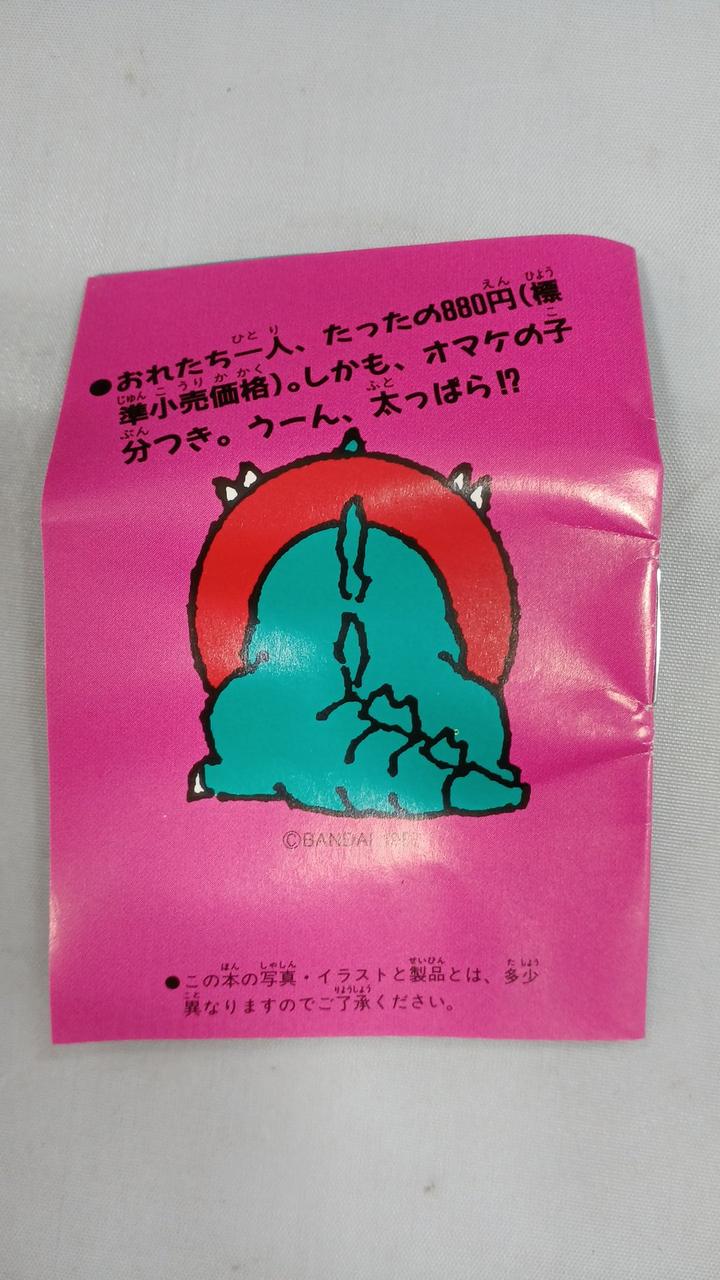 ●おれたち一人、たったの880円(標
準小売価格)。しかも、オマケの子
分つき。ウーん、太っぱら!?
©BANDAI
●この本の写真・イラストと製品とは、多少
異なりますのでご了承ください。